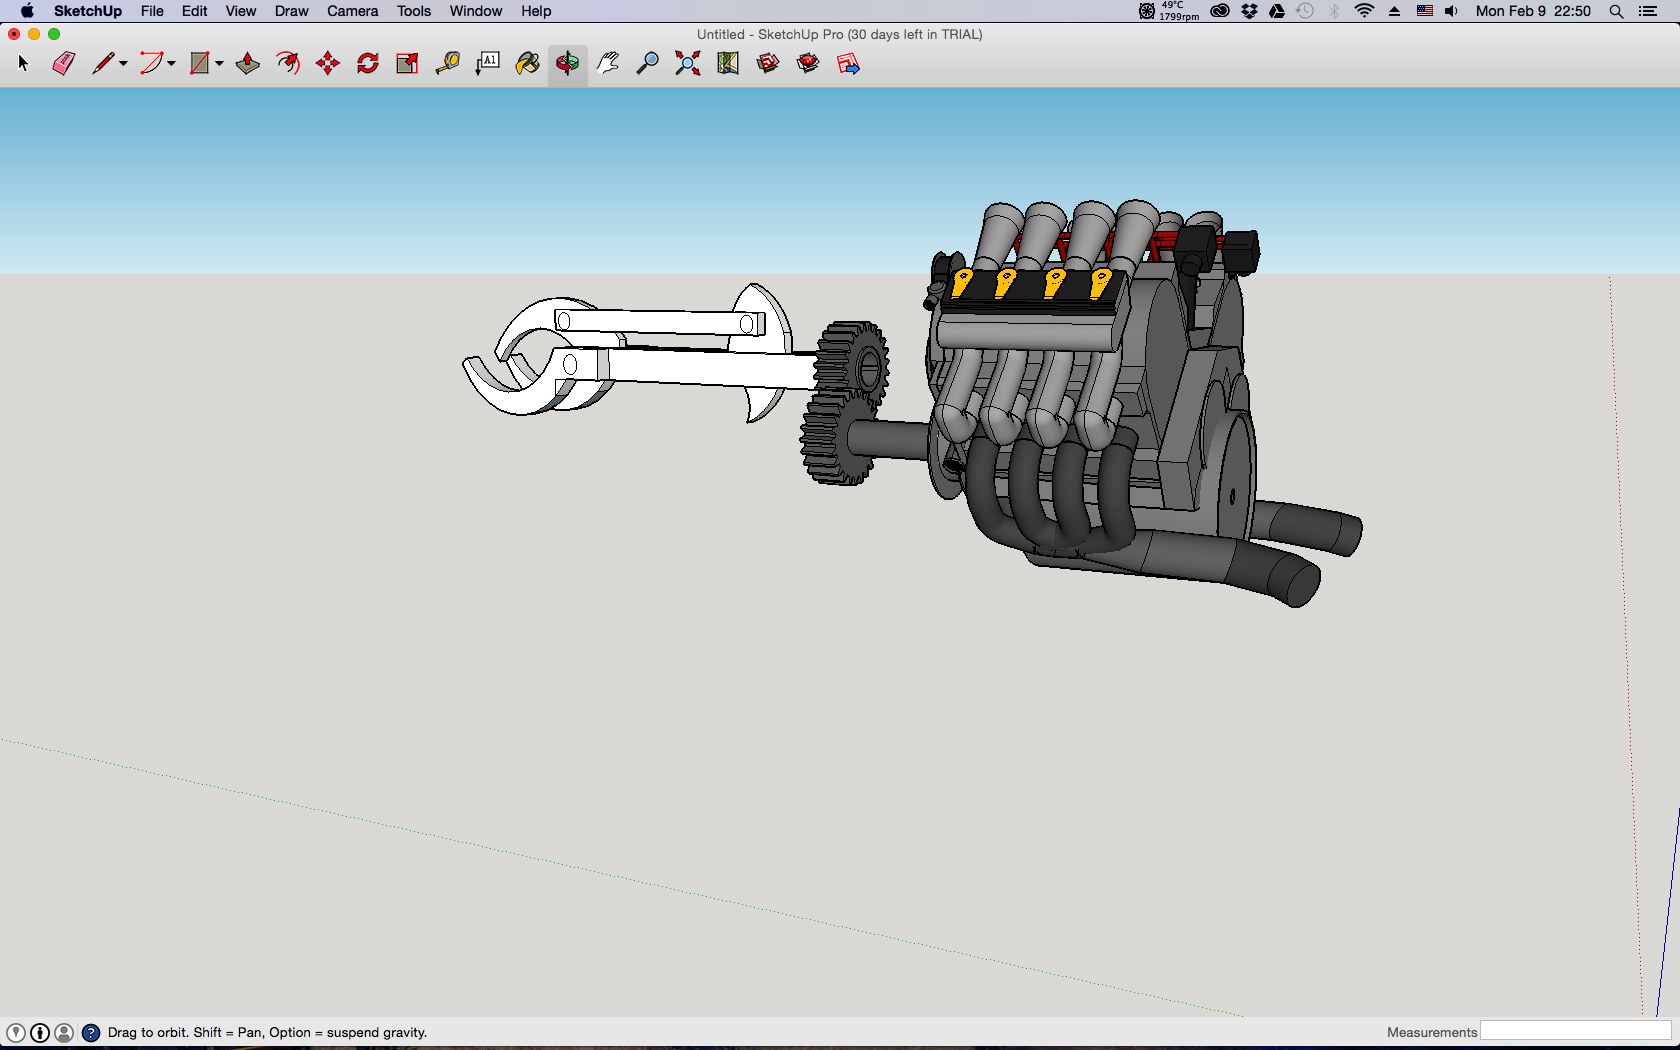 SketchUp File Edit View Draw Camera Tools Window Help 49°C 1799rpm Mon Feb 9 22:50
Untitled - SketchUp Pro (30 days left in TRIAL)
A1
? Drag to orbit. Shift = Pan, Option = suspend gravity. Measurements